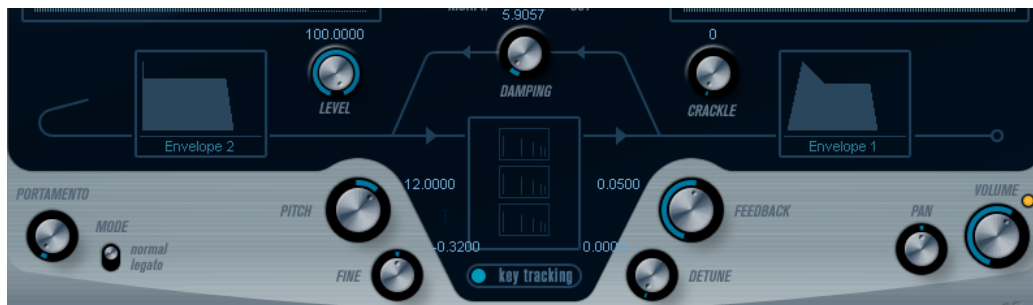 5.9057
100.0000
0
LEVEL
DAMPING
CRACKLE
Envelope 2
Envelope 1
PORTAMENTO
12.0000
0.0500
VOLUME
PITCH
FEEDBACK
PAN
MODE
normal
legato
-0.3200
0.0000
FINE
key tracking
DETUNE